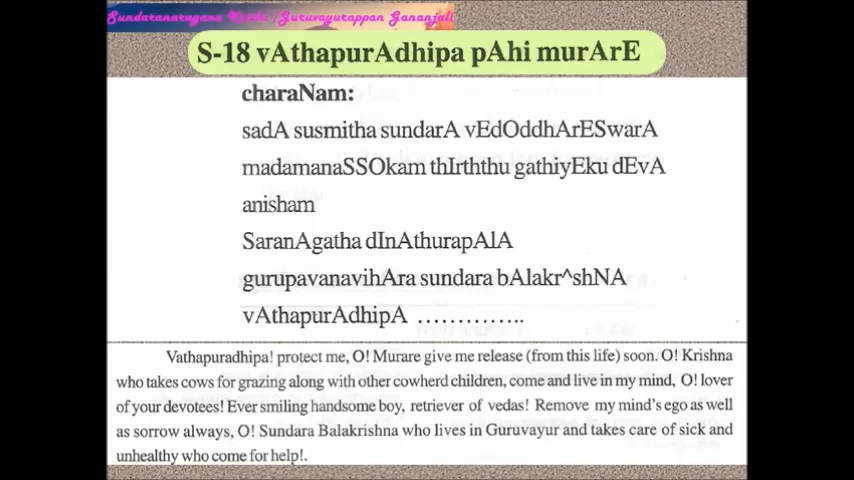 Sundaranarayana Krithi /Guruvayurappan Gananjali
S-18 vAthapurAdhipa pAhi murArE
charaNam:
sadA susmitha sundarA vEdOddhArESwarA
madamanaSSOkam thIrththu gathiyEku dEvA
anisham
SaranAgatha dInAthurapAlA
gurupavanavihAra sundara bAlakr^shNA
vAthapurAdhipA …………..
Vathapuradhipa! protect me, O! Murare give me release (from this life) soon. O! Krishna
who takes cows for grazing along with other cowherd children, come and live in my mind, O! lover
of your devotees! Ever smiling handsome boy, retriever of vedas! Remove my mind's ego as well
as sorrow always, O! Sundara Balakrishna who lives in Guruvayur and takes care of sick and
unhealthy who come for help!.